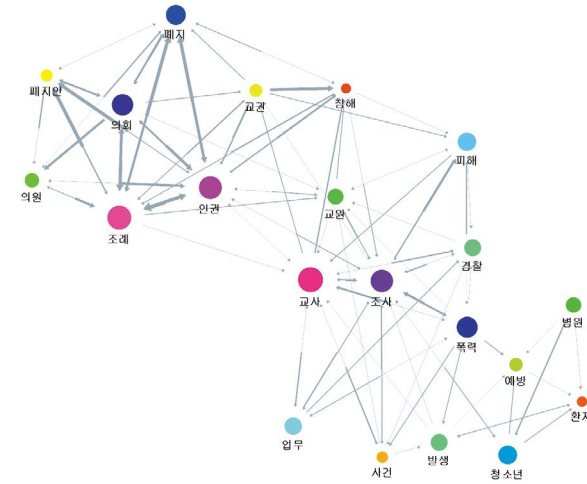 폐지
폐지안
의회
교권
침해
피해
의원
인권
교원
조례
경찰
교사
조사
병원
폭력
예방
환자
업무
사건
발생
청소년